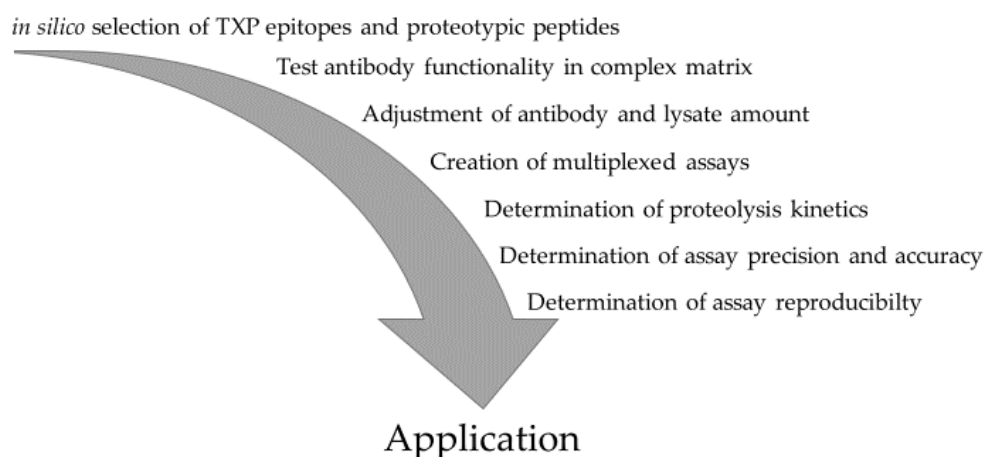 in silico selection of TXP epitopes and proteotypic peptides
Test antibody functionality in complex matrix
Adjustment of antibody and lysate amount
Creation of multiplexed assays
Determination of proteolysis kinetics
Determination of assay precision and accuracy
Determination of assay reproducibilty
Application